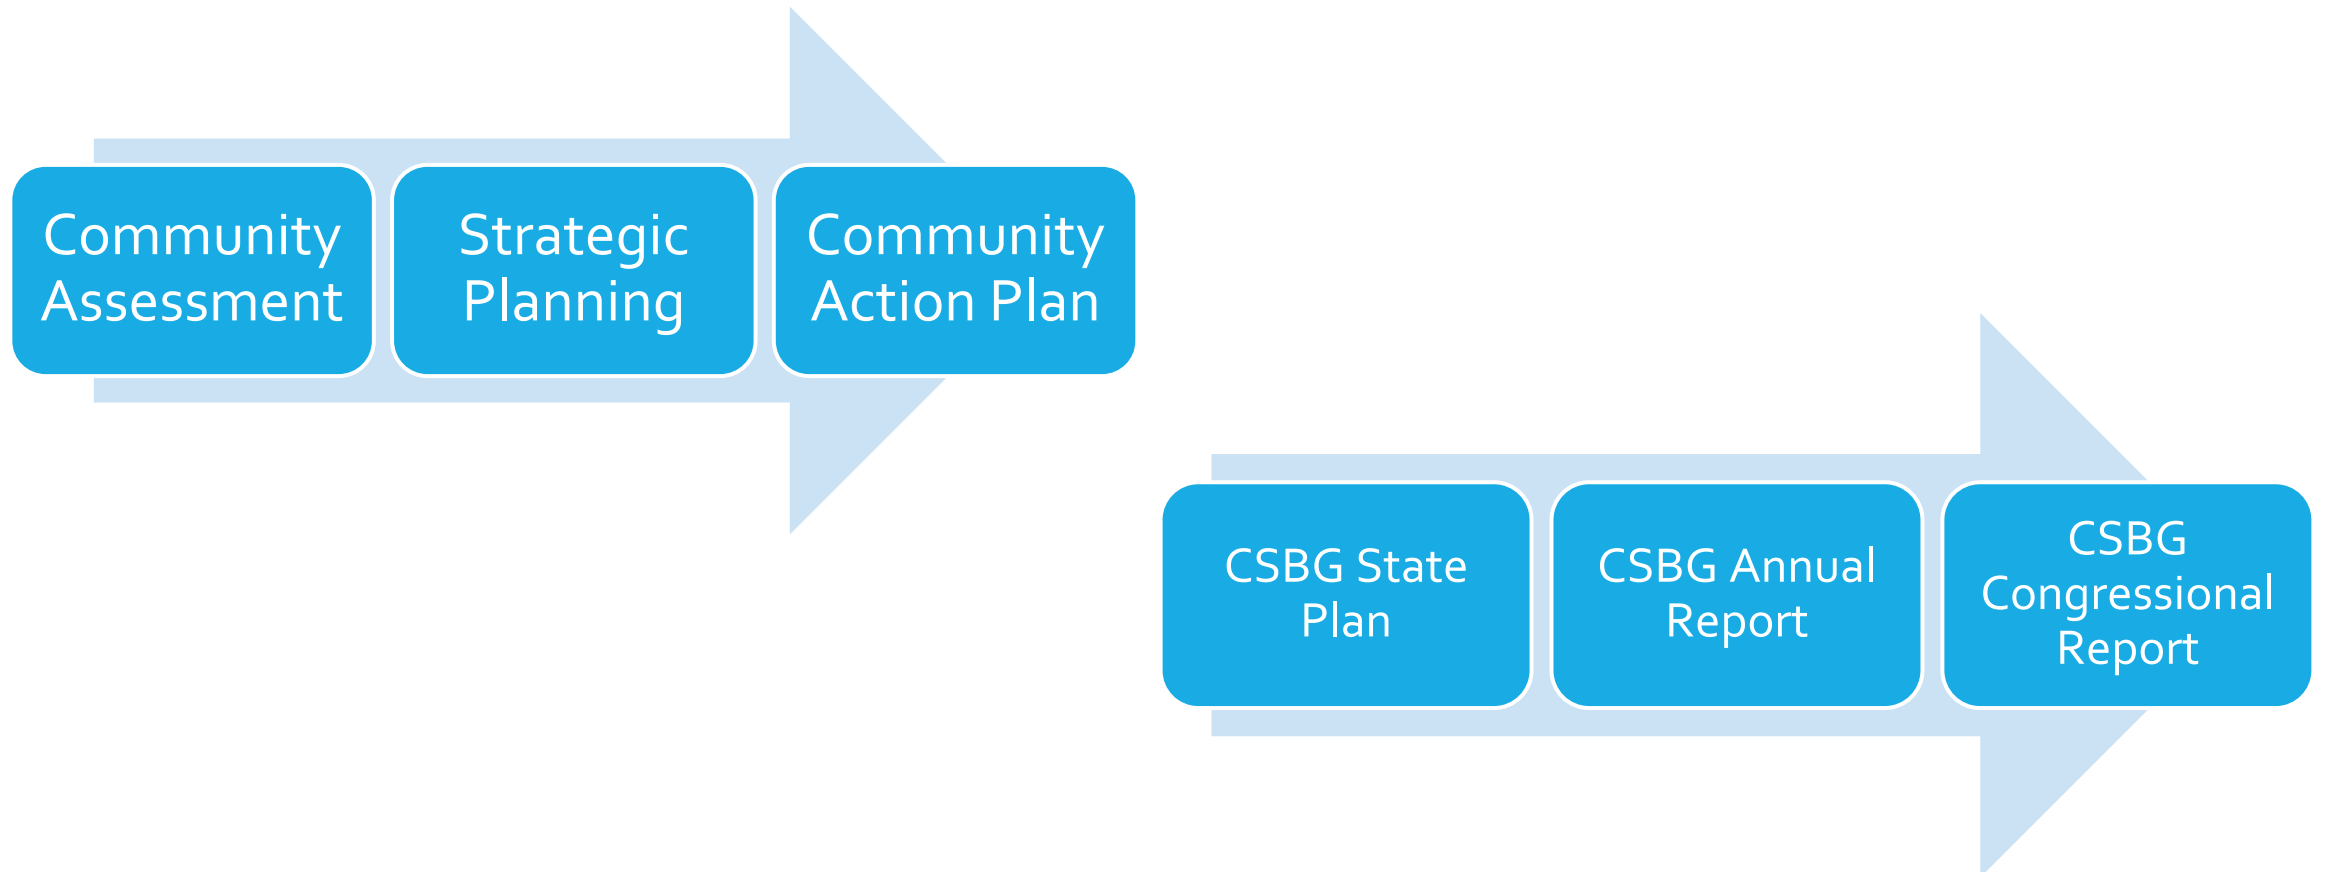 Community
Assessment
Strategic
Planning
Community
Action Plan
CSBG State
Plan
CSBG Annual
Report
CSBG
Congressional
Report